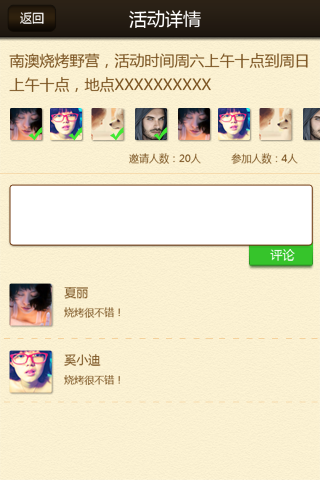 返回
活动详情
南澳烧烤野营，活动时间周六上午十点到周日
上午十点，地点XXXXXXXXXX
邀请人数：20人 参加人数：4人
评论
夏丽
烧烤很不错！
奚小迪
烧烤很不错！